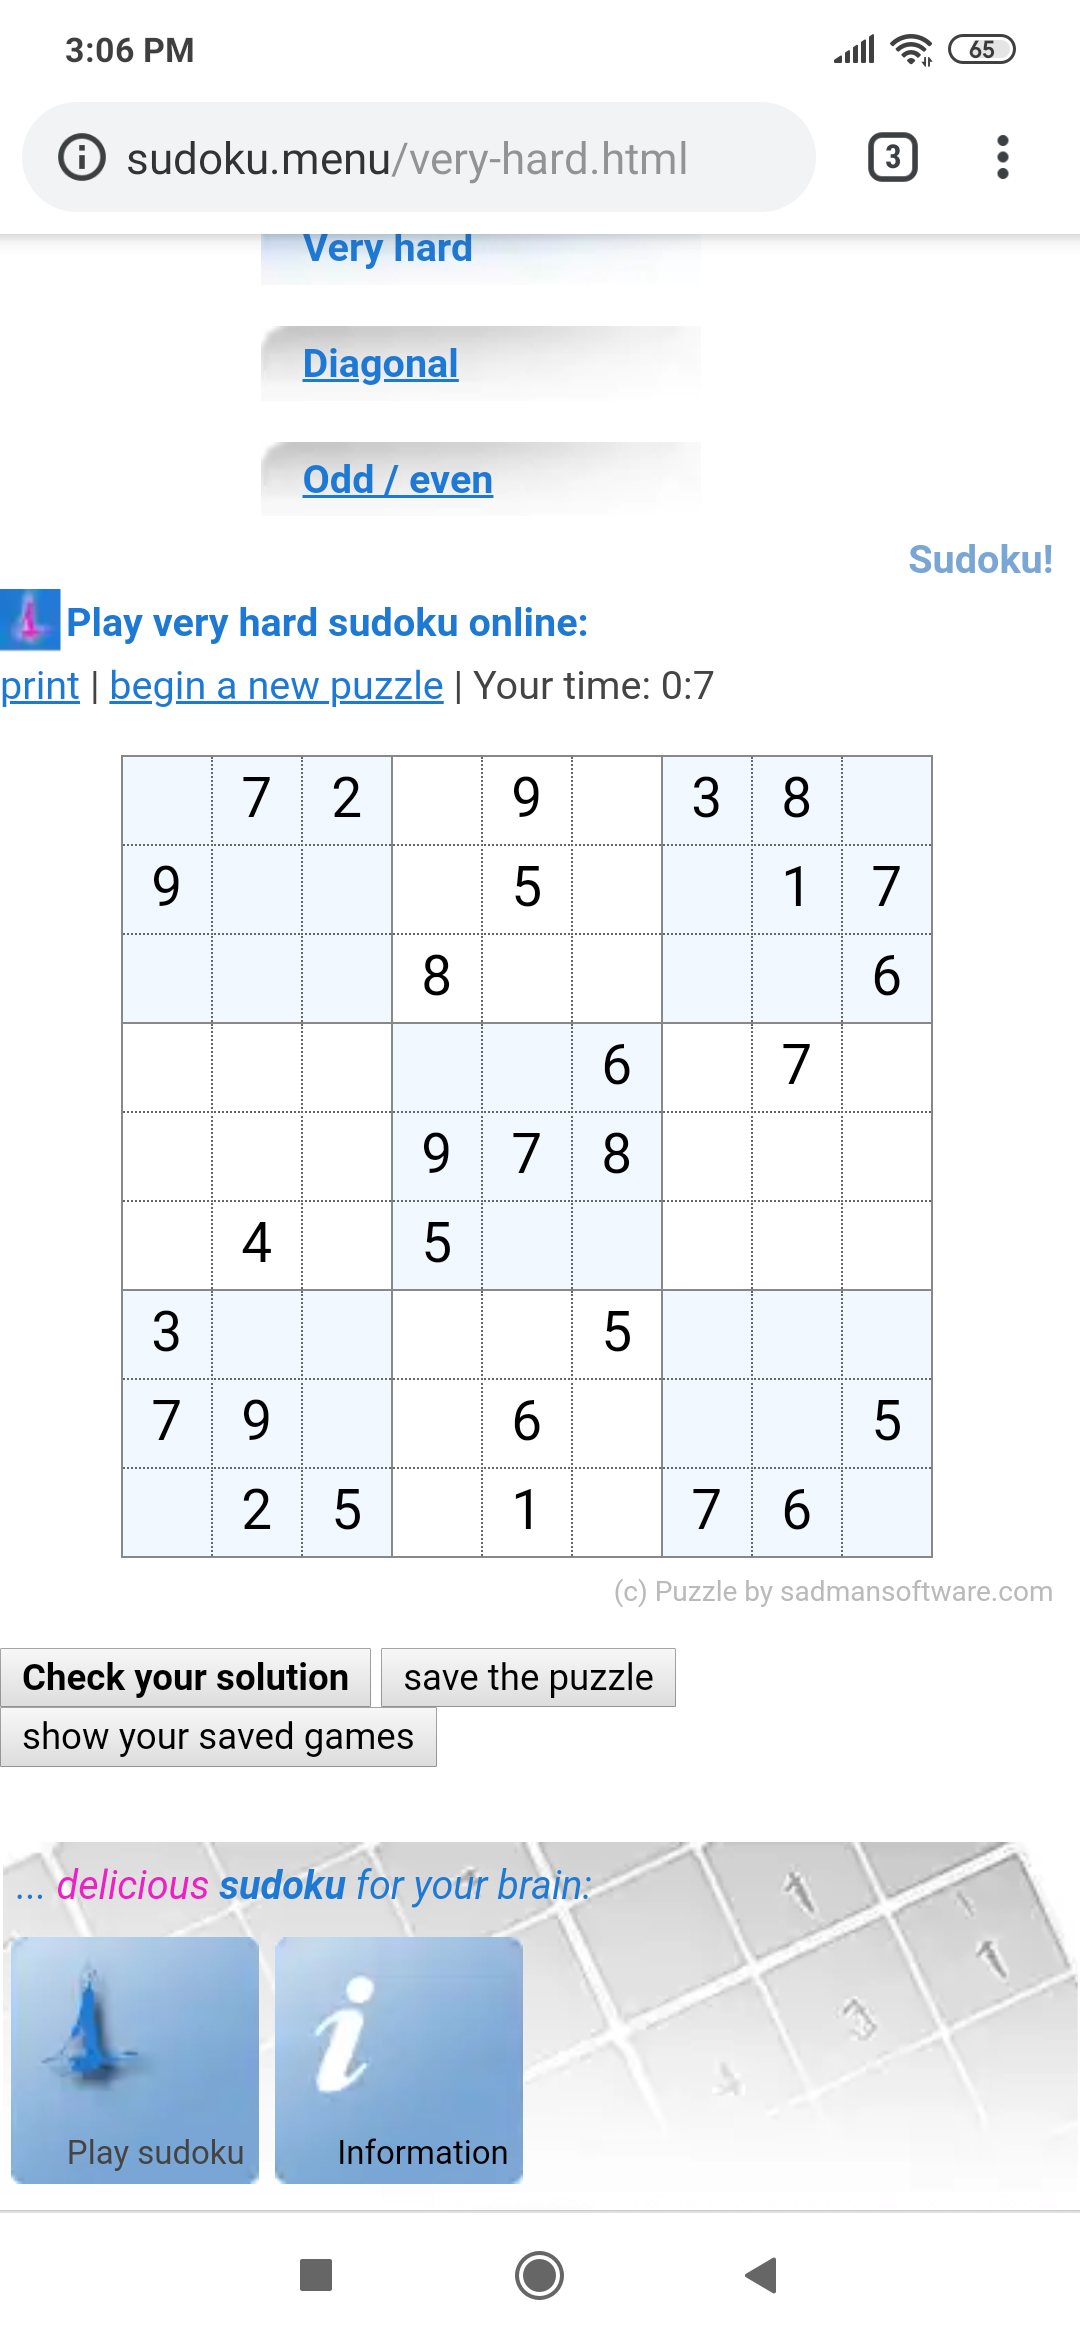 3:06 PM
65
sudoku.menu/very-hard.html
3
Very hard
Diagonal
Odd / even
Sudoku!
Play very hard sudoku online:
print | begin a new puzzle | Your time: 0:7
7 2 9 3 8
9 5 1 7
8 6
6 7
9 7 8
4 5
3 5
7 9 6 5
2 5 1 7 6
(c) Puzzle by sadmansoftware.com
Check your solution save the puzzle
show your saved games
... delicious sudoku for your brain:
Play sudoku Information